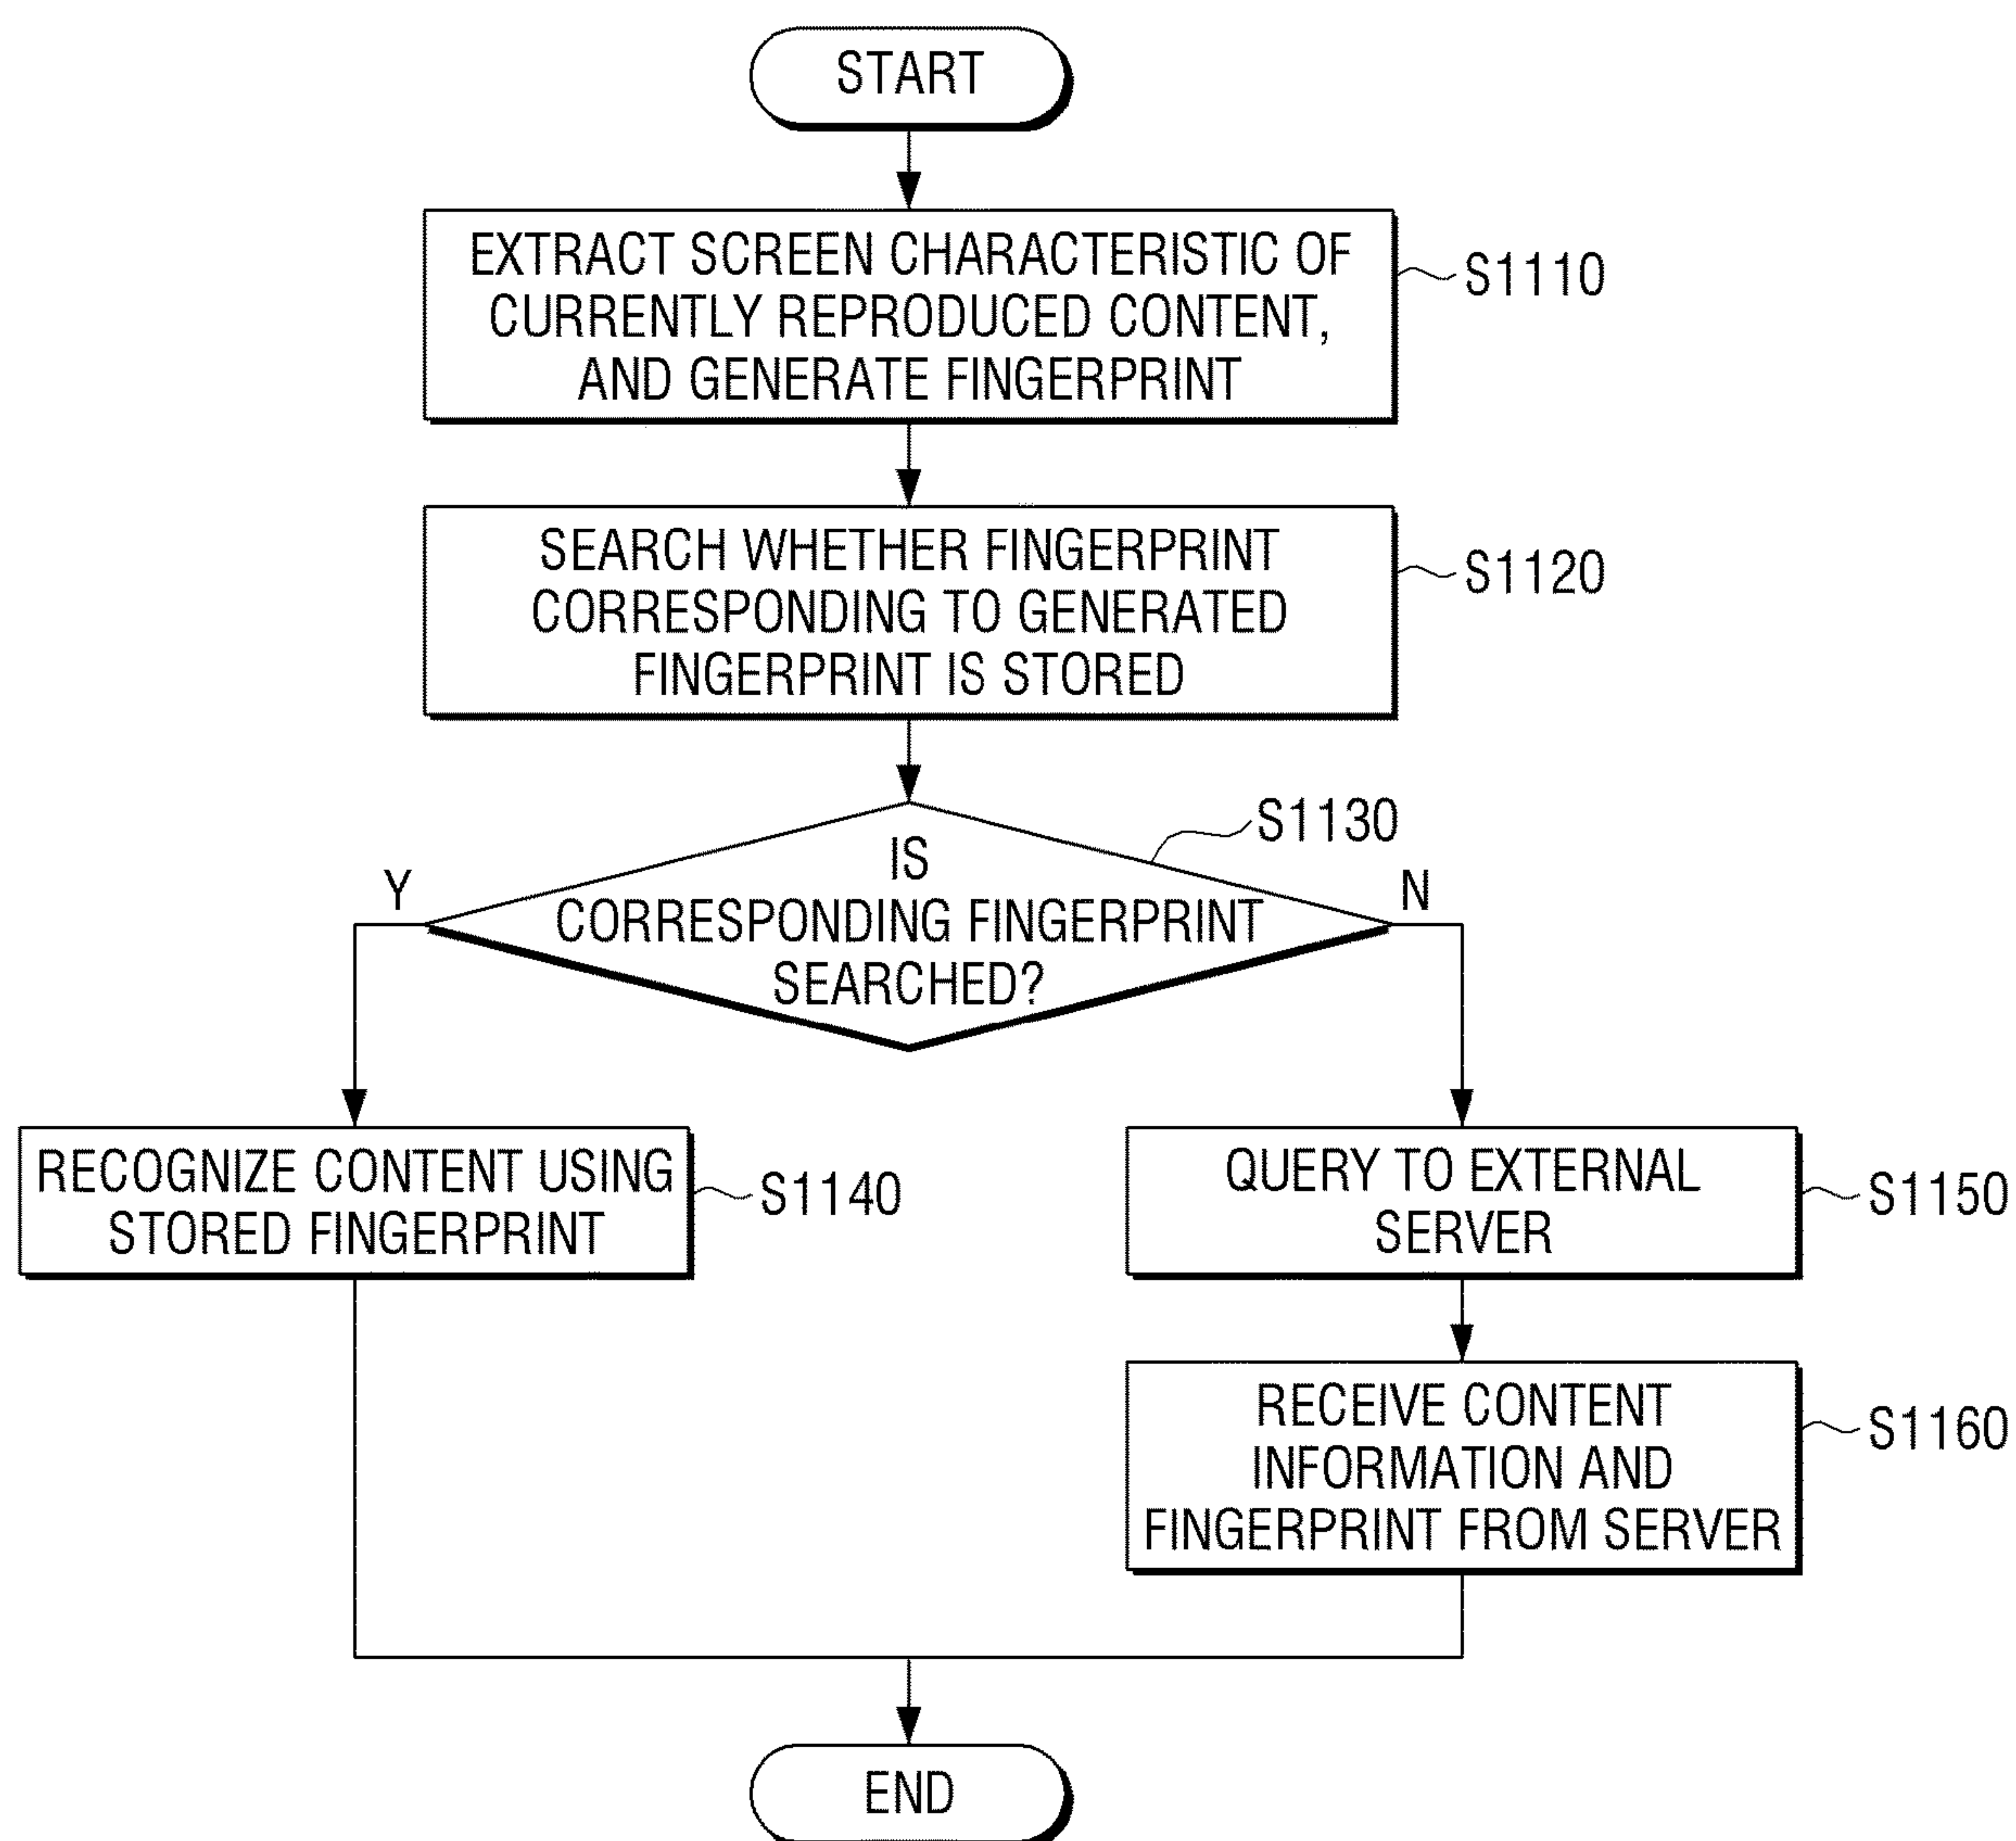 START
EXTRACT SCREEN CHARACTERISTIC OF
CURRENTLY REPRODUCED CONTENT,
AND GENERATE FINGERPRINT
S1110
SEARCH WHETHER FINGERPRINT
CORRESPONDING TO GENERATED
FINGERPRINT IS STORED
S1120
S1130
IS
CORRESPONDING FINGERPRINT
SEARCHED?
Y
N
RECOGNIZE CONTENT USING
STORED FINGERPRINT
S1140
QUERY TO EXTERNAL
SERVER
S1150
RECEIVE CONTENT
INFORMATION AND
FINGERPRINT FROM SERVER
S1160
END